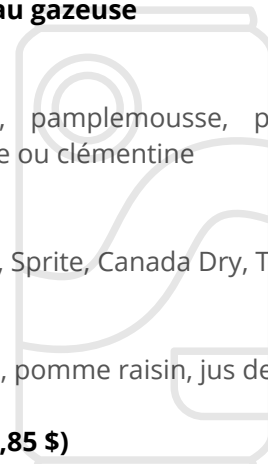 au gazeuse
, pamplemousse, p
e ou clémentine
, Sprite, Canada Dry, T
, pomme raisin, jus de
,85 $)